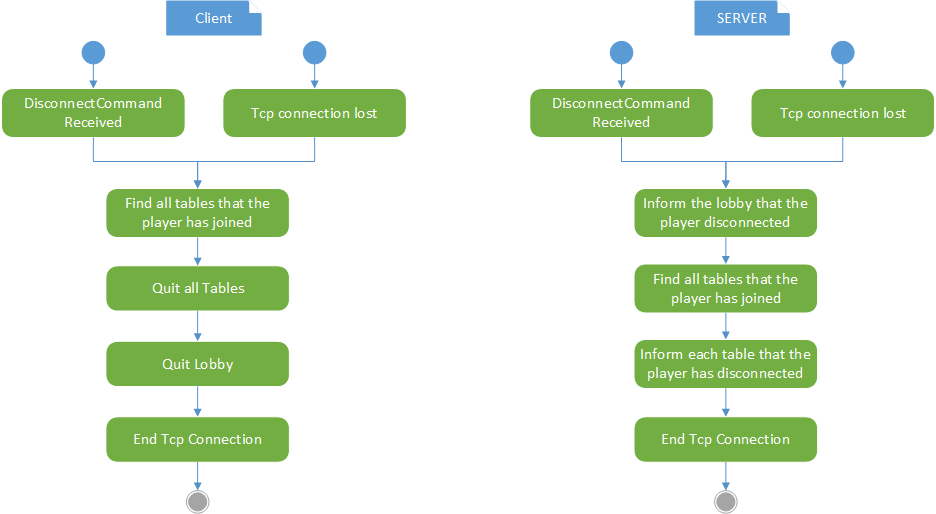 Client
DisconnectCommand
Received
Tcp connection lost
Find all tables that the
player has joined
Quit all Tables
Quit Lobby
End Tcp Connection
SERVER
DisconnectCommand
Received
Tcp connection lost
Inform the lobby that the
player disconnected
Find all tables that the
player has joined
Inform each table that the
player has disconnected
End Tcp Connection